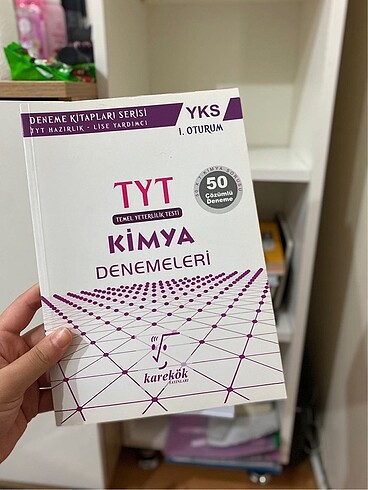 DENEME KİTAPLARI SERİSİ
TYT HAZIRLIK - LİSE YARDIMCI
YKS
1. OTURUM
TYT
TEMEL YETERLİLİK TESTİ
50
Çözümlü
Deneme
KİMYA
DENEMELERİ
karekök
YAYINLARI